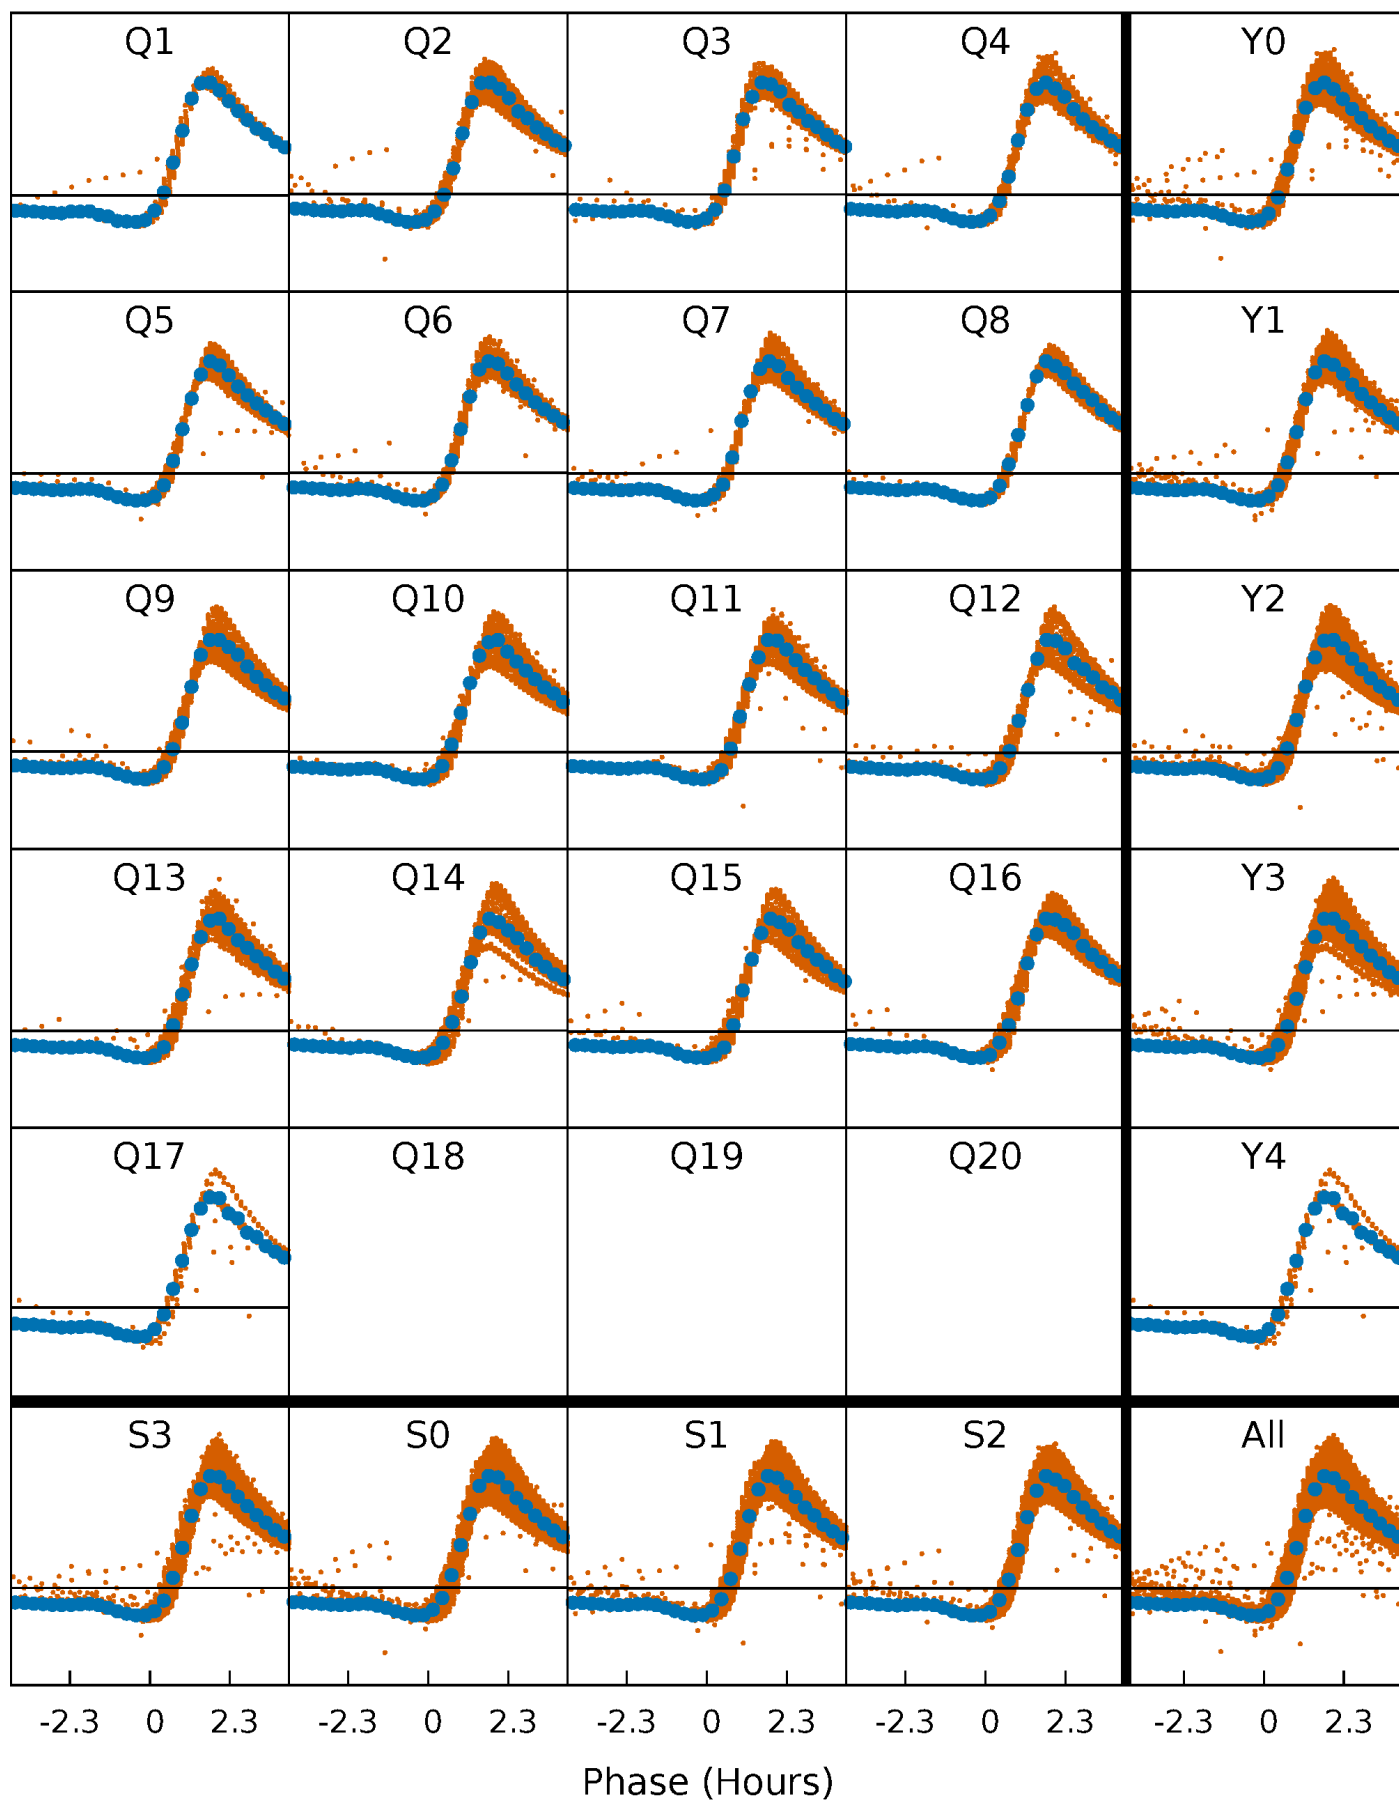 Q1 Q2 Q3 Q4 Y0
Q5 Q6 Q7 Q8 Y1
Q9 Q10 Q11 Q12 Y2
Q13 Q14 Q15 Q16 Y3
Q17 Q18 Q19 Q20 Y4
S3 S0 S1 S2 All
-2.3 0 2.3 -2.3 0 2.3 -2.3 0 2.3 -2.3 0 2.3 -2.3 0 2.3
Phase (Hours)